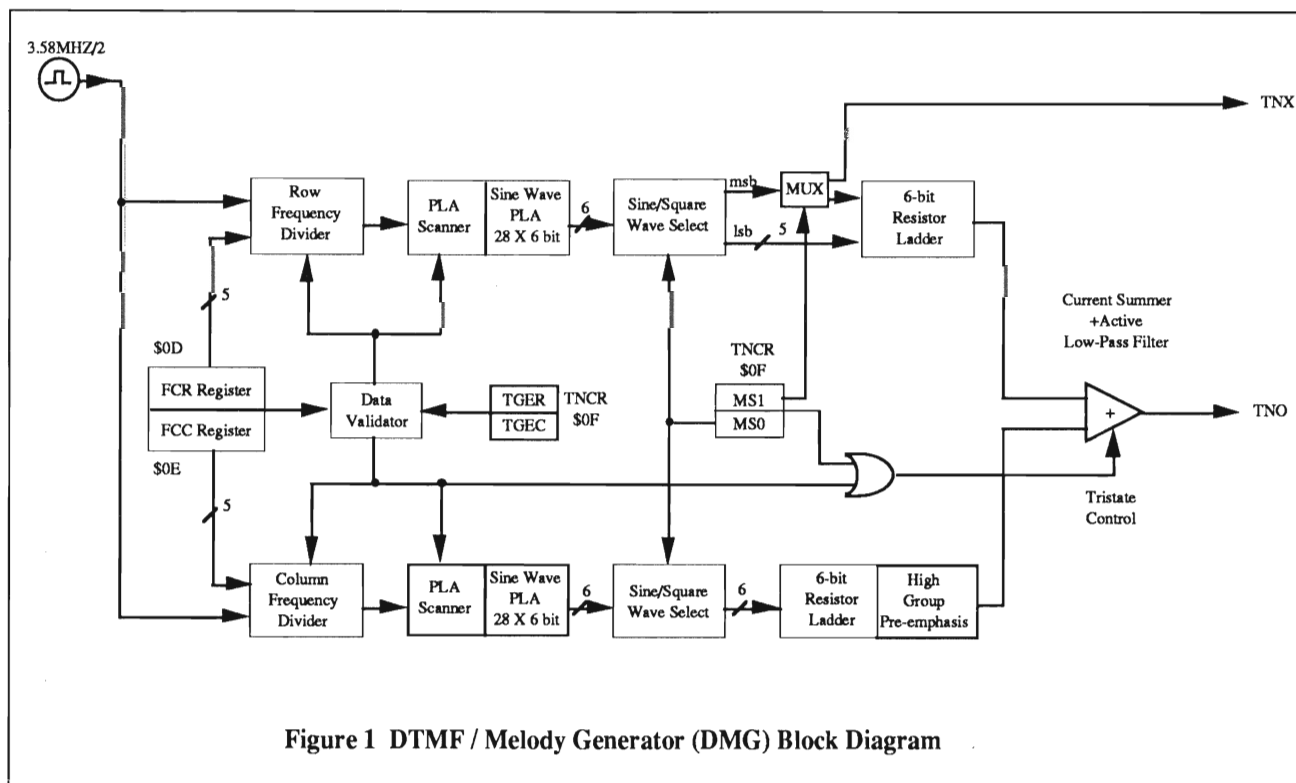 3.58MHZ/2
TNX
Row
Frequency
Divider
PLA
Scanner
Sine Wave
PLA
28 X 6 bit
6
Sine/Square
Wave Select
msb
lsb
5
MUX
6-bit
Resistor
Ladder
5
Current Summer
+Active
Low-Pass Filter
$0D
FCR Register
FCC Register
$0E
Data
Validator
TGER
TGEC
TNCR
$0F
TNCR
$0F
MS1
MS0
+
TNO
Tristate
Control
5
Column
Frequency
Divider
PLA
Scanner
Sine Wave
PLA
28 X 6 bit
6
Sine/Square
Wave Select
6
6-bit
Resistor
Ladder
High
Group
Pre-emphasis
Figure 1 DTMF / Melody Generator (DMG) Block Diagram